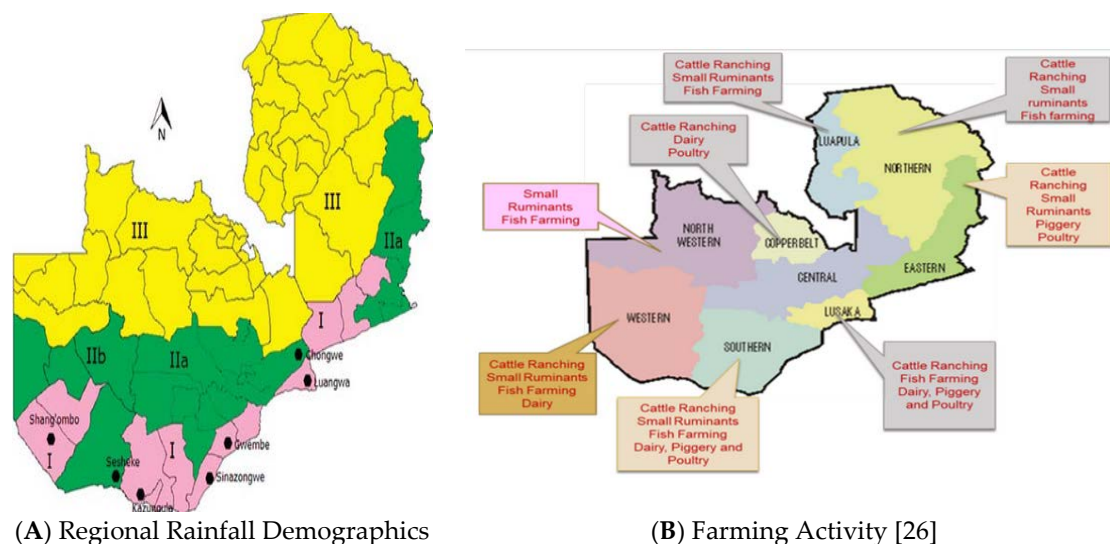 N
III
III
IIa
I
IIb
IIa
Chongwe
Luangwa
Shang'ombo
I
I
Gwembe
Sesheke
Sinazongwe
Kazungula
(A) Regional Rainfall Demographics
Cattle Ranching
Small Ruminants
Fish Farming
Cattle
Ranching
Small
ruminants
Fish farming
Cattle Ranching
Dairy
Poultry
LUAPULA
NORTHERN
Small
Ruminants
Fish Farming
Cattle
Ranching
Small
Ruminants
Piggery
Poultry
NORTH
WESTERN
COPPERBELT
CENTRAL
EASTERN
WESTERN
LUSAKA
SOUTHERN
Cattle Ranching
Small Ruminants
Fish Farming
Dairy
Cattle Ranching
Fish Farming
Dairy, Piggery
and Poultry
Cattle Ranching
Small Ruminants
Fish Farming
Dairy, Piggery and
Poultry
(B) Farming Activity [26]